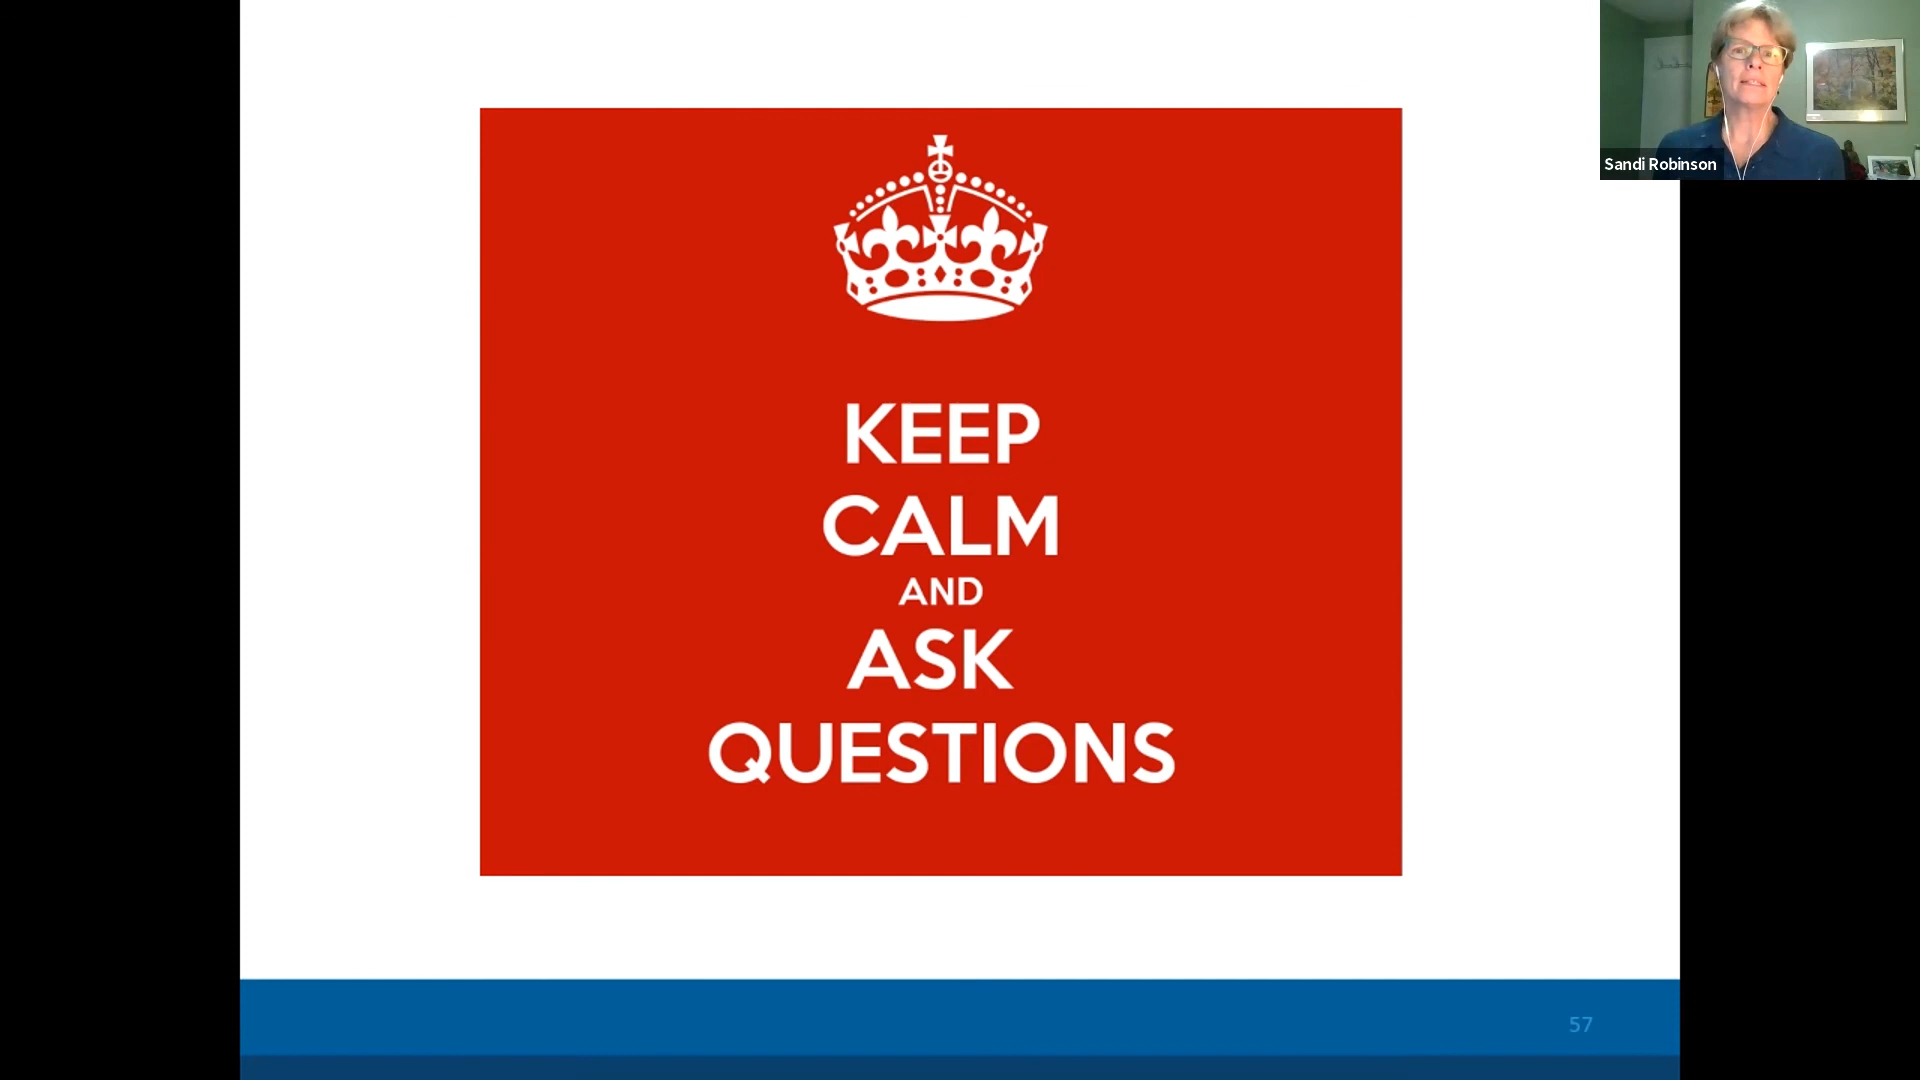 Sandi Robinson
KEEP
CALM
AND
ASK
QUESTIONS
57